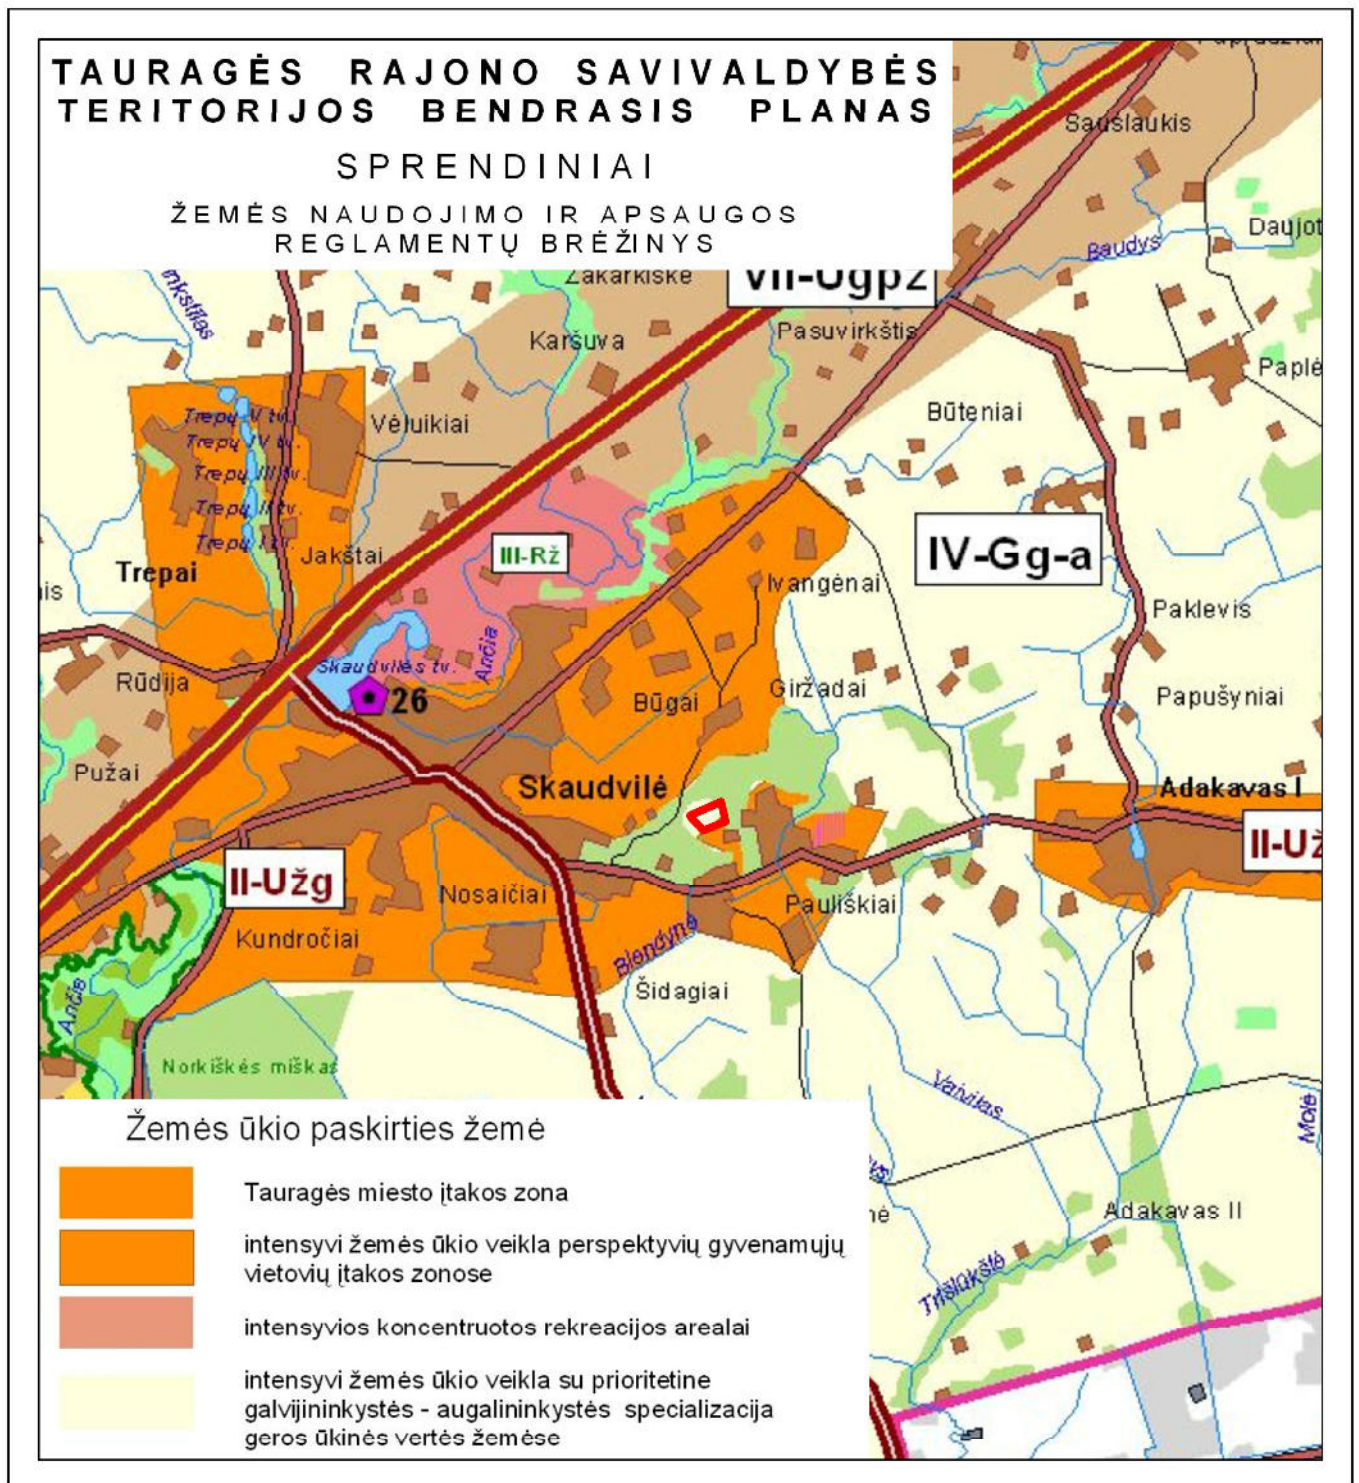 TAURAGĖS RAJONO SAVIVALDYBĖS
TERITORIJOS BENDRASIS PLANAS
SPRENDINIAI
ŽEMĖS NAUDOJIMO IR APSAUGOS
REGLAMENTŲ BRĖŽINYS
Sauslaukis
Daujot
Baudys
Žakarkiškė
VII-Ūgpž
Karšuva
Pasuvirkštis
Paplė
Vėluikiai
Būteniai
Trepų V tv.
Trepų IV tv.
Trepų III tv.
Trepų II tv.
Trepų I tv.
III-Rž
IV-Gg-a
Jakštai
Trepai
Ivangėnai
Paklevis
Ančia
Skaudvilės tv.
Rūdija
26
Būgai
Giržadai
Papušyniai
Pužai
Skaudvilė
Adakavas I
II-Už
II-Užg
Nosaičiai
Pauliškiai
Kundročiai
Blendynė
Ančia
Šidagiai
Norkiškės miškas
Vaivilas
Molė
Adakavas II
Trišiūkštė
Žemės ūkio paskirties žemė
Tauragės miesto įtakos zona
intensyvi žemės ūkio veikla perspektyvių gyvenamųjų
vietovių įtakos zonose
intensyvios koncentruotos rekreacijos arealai
intensyvi žemės ūkio veikla su prioritetine
galvijininkystės - augalininkystės specializacija
geros ūkinės vertės žemėse